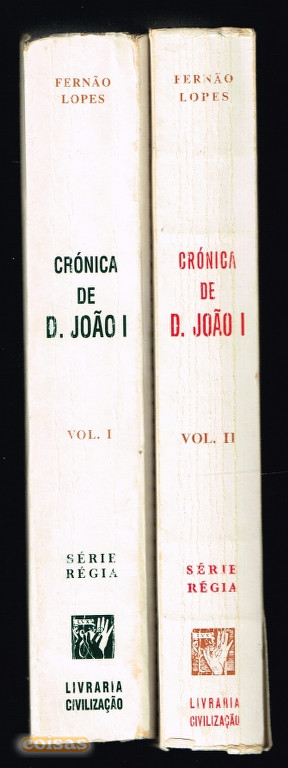 FERNÃO
LOPES
CRÓNICA
DE
D. JOÃO I
VOL. I
SÉRIE
RÉGIA
LIVRARIA
CIVILIZAÇÃO
FERNÃO
LOPES
CRÓNICA
DE
D. JOÃO I
VOL. II
SÉRIE
RÉGIA
LIVRARIA
CIVILIZAÇÃO
coisas